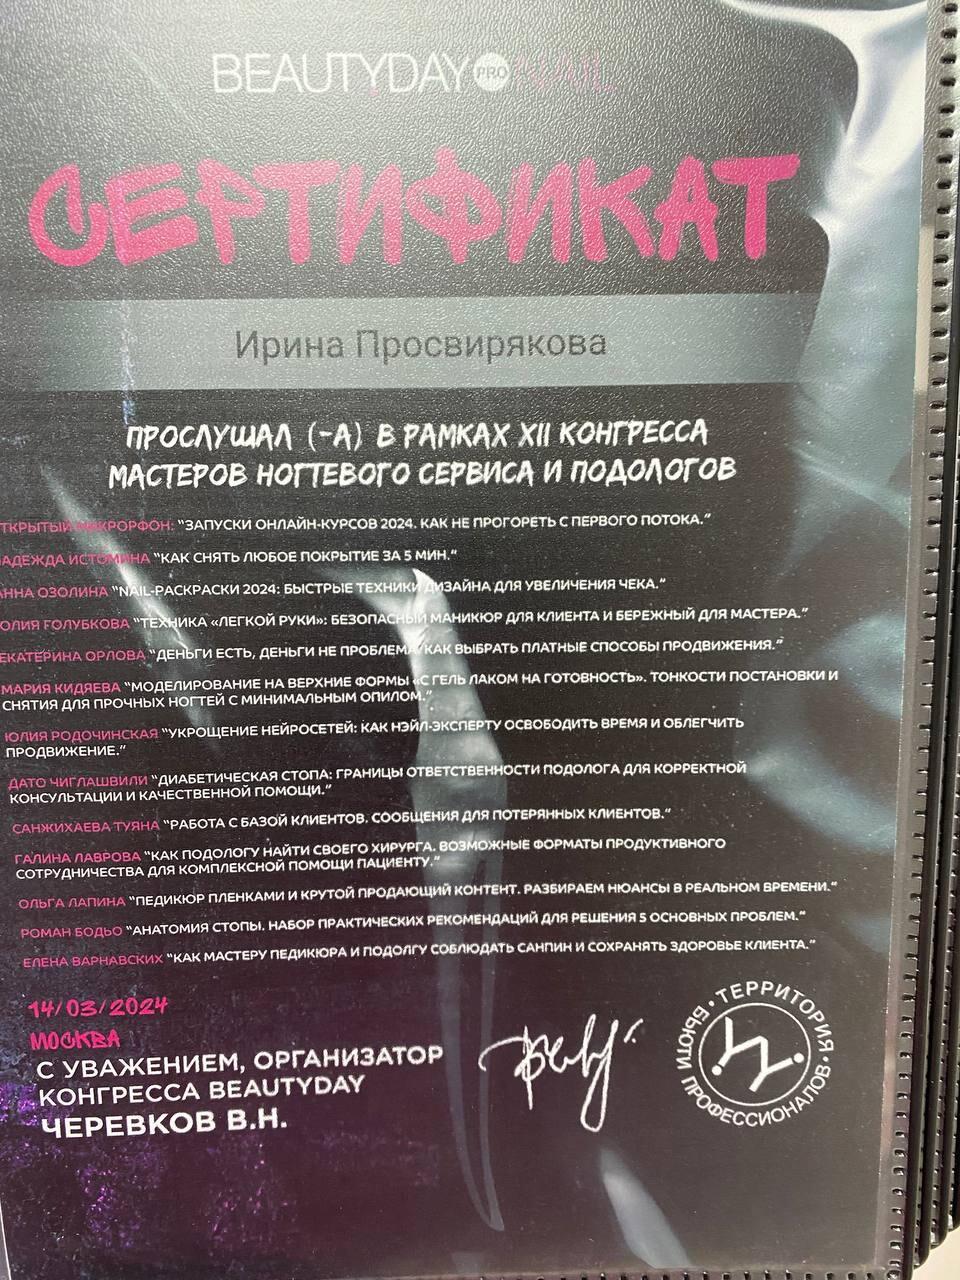 BEAUTYDAY PRO NAIL
СЕРТИФИКАТ
Ирина Просвирякова
ПРОСЛУШАЛ (-А) В РАМКАХ XII КОНГРЕССА
МАСТЕРОВ НОГТЕВОГО СЕРВИСА И ПОДОЛОГОВ
ТКРЫТЫЙ МИКРОРФОН: "ЗАПУСКИ ОНЛАЙН-КУРСОВ 2024. КАК НЕ ПРОГОРЕТЬ С ПЕРВОГО ПОТОКА."
АДЕЖДА ИСТОМИНА "КАК СНЯТЬ ЛЮБОЕ ПОКРЫТИЕ ЗА 5 МИН."
АННА ОЗОЛИНА "NAIL-РАСКРАСКИ 2024: БЫСТРЫЕ ТЕХНИКИ ДИЗАЙНА ДЛЯ УВЕЛИЧЕНИЯ ЧЕКА."
ЮЛИЯ ГОЛУБКОВА "ТЕХНИКА «ЛЕГКОЙ РУКИ»: БЕЗОПАСНЫЙ МАНИКЮР ДЛЯ КЛИЕНТА И БЕРЕЖНЫЙ ДЛЯ МАСТЕРА."
ЕКАТЕРИНА ОРЛОВА "ДЕНЬГИ ЕСТЬ, ДЕНЬГИ НЕ ПРОБЛЕМА. КАК ВЫБРАТЬ ПЛАТНЫЕ СПОСОБЫ ПРОДВИЖЕНИЯ."
МАРИЯ КИДЯЕВА "МОДЕЛИРОВАНИЕ НА ВЕРХНИЕ ФОРМЫ «С ГЕЛЬ ЛАКОМ НА ГОТОВНОСТЬ». ТОНКОСТИ ПОСТАНОВКИ И
СНЯТИЯ ДЛЯ ПРОЧНЫХ НОГТЕЙ С МИНИМАЛЬНЫМ ОПИЛОМ."
ЮЛИЯ РОДОЧИНСКАЯ "УКРОЩЕНИЕ НЕЙРОСЕТЕЙ: КАК НЭЙЛ-ЭКСПЕРТУ ОСВОБОДИТЬ ВРЕМЯ И ОБЛЕГЧИТЬ
ПРОДВИЖЕНИЕ."
ДАТО ЧИГЛАШВИЛИ "ДИАБЕТИЧЕСКАЯ СТОПА: ГРАНИЦЫ ОТВЕТСТВЕННОСТИ ПОДОЛОГА ДЛЯ КОРРЕКТНОЙ
КОНСУЛЬТАЦИИ И КАЧЕСТВЕННОЙ ПОМОЩИ."
САНЖИХАЕВА ТУЯНА "РАБОТА С БАЗОЙ КЛИЕНТОВ. СООБЩЕНИЯ ДЛЯ ПОТЕРЯННЫХ КЛИЕНТОВ."
ГАЛИНА ЛАВРОВА "КАК ПОДОЛОГУ НАЙТИ СВОЕГО ХИРУРГА. ВОЗМОЖНЫЕ ФОРМАТЫ ПРОДУКТИВНОГО
СОТРУДНИЧЕСТВА ДЛЯ КОМПЛЕКСНОЙ ПОМОЩИ ПАЦИЕНТУ."
ОЛЬГА ЛАПИНА "ПЕДИКЮР ПЛЕНКАМИ И КРУТОЙ ПРОДАЮЩИЙ КОНТЕНТ. РАЗБИРАЕМ НЮАНСЫ В РЕАЛЬНОМ ВРЕМЕНИ."
РОМАН БОДЬО "АНАТОМИЯ СТОПЫ. НАБОР ПРАКТИЧЕСКИХ РЕКОМЕНДАЦИЙ ДЛЯ РЕШЕНИЯ 5 ОСНОВНЫХ ПРОБЛЕМ."
ЕЛЕНА ВАРНАВСКИХ "КАК МАСТЕРУ ПЕДИКЮРА И ПОДОЛГУ СОБЛЮДАТЬ САНПИН И СОХРАНЯТЬ ЗДОРОВЬЕ КЛИЕНТА."
14/03/2024
МОСКВА
С УВАЖЕНИЕМ, ОРГАНИЗАТОР
КОНГРЕССА BEAUTYDAY
ЧЕРЕВКОВ В.Н.
ТЕРРИТОРИЯ • БЬЮТИ ПРОФЕССИОНАЛОВ •